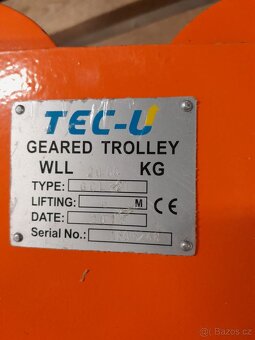 TEC-U
GEARED TROLLEY
WLL KG
TYPE:
LIFTING: M CE
DATE:
Serial No.:
Bazos.cz